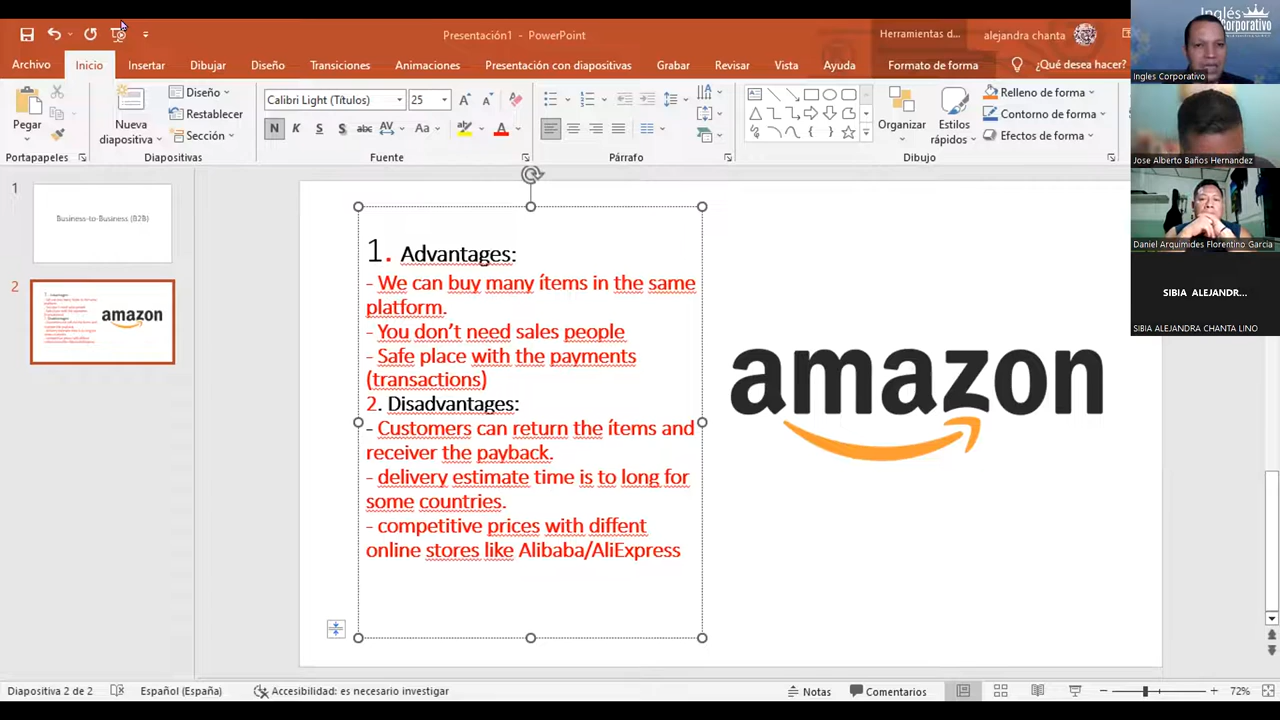 Presentación1 - PowerPoint
Herramientas d...
alejandra chanta
Inglés
Corporativo
Archivo
Inicio
Insertar
Dibujar
Diseño
Transiciones
Animaciones
Presentación con diapositivas
Grabar
Revisar
Vista
Ayuda
Formato de forma
¿Qué desea hacer?
Ingles Corporativo
Pegar
Portapapeles
Nueva
diapositiva
Diseño
Restablecer
Sección
Diapositivas
Calibri Light (Títulos)
25
N K S S abc AV Aa A
Fuente
Párrafo
Organizar
Estilos
rápidos
Relleno de forma
Contorno de forma
Efectos de forma
Dibujo
Jose Alberto Baños Hernandez
Daniel Arquimides Florentino Garcia
SIBIA ALEJANDR...
SIBIA ALEJANDRA CHANTA LINO
1
Business-to-Business (B2B)
2
amazon
1. Advantages:
- We can buy many ítems in the same
platform.
- You don't need sales people
- Safe place with the payments
(transactions)
2. Disadvantages:
- Customers can return the ítems and
receiver the payback.
- delivery estimate time is to long for
some countries.
- competitive prices with diffent
online stores like Alibaba/AliExpress
amazon
Diapositiva 2 de 2
Español (España)
Accesibilidad: es necesario investigar
Notas
Comentarios
72%